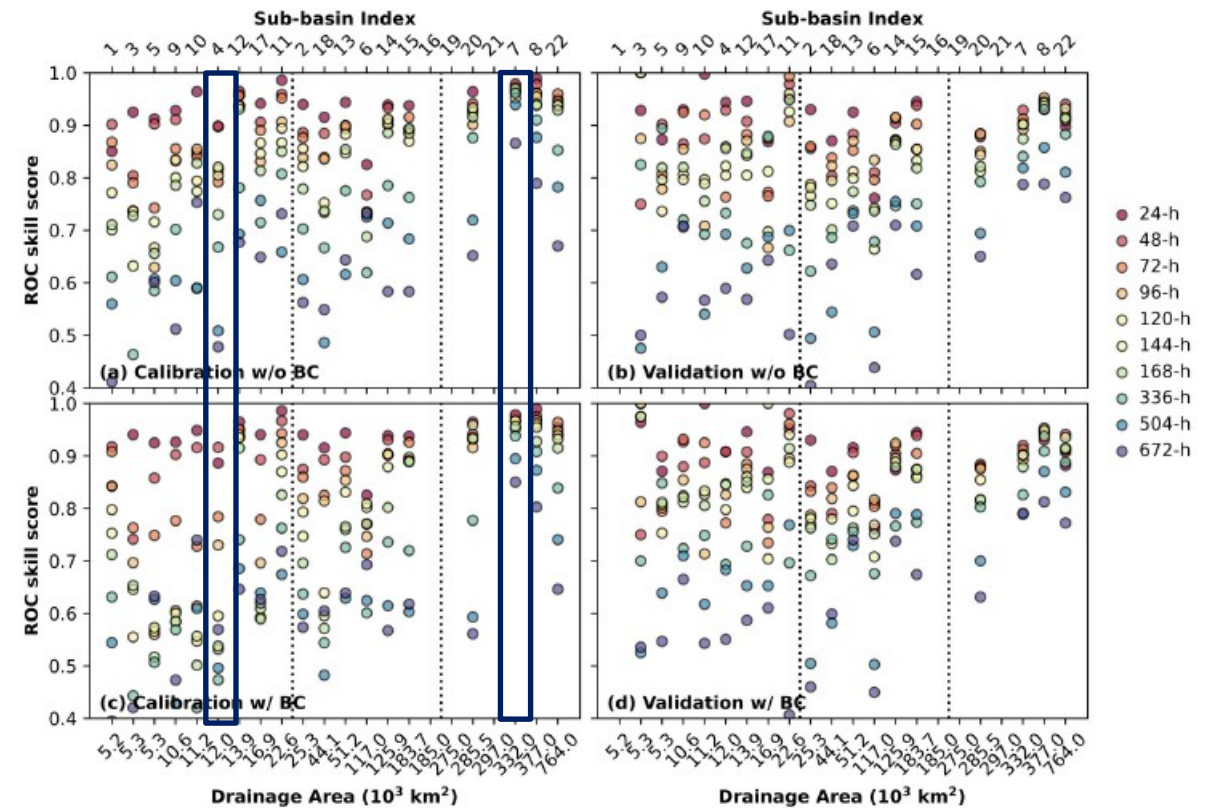 Sub-basin Index
Sub-basin Index
1 3 5 9 10 4 12 17 11 2 18 13 6 14 15 16 19 20 21 7 8 22
1 3 5 9 10 4 12 17 11 2 18 13 6 14 15 16 19 20 21 7 8 22
ROC skill score
1.0
0.9
0.8
0.7
0.6
0.5
0.4
(a) Calibration w/o BC
(b) Validation w/o BC
ROC skill score
1.0
0.9
0.8
0.7
0.6
0.5
0.4
(c) Calibration w/ BC
(d) Validation w/ BC
5.2 5.3 5.3 10.6 11.2 12.0 13.9 16.9 22.6 25.3 44.1 51.2 117.0 125.9 183.7 185.0 275.0 285.5 297.0 332.0 377.0 764.0
5.2 5.3 5.3 10.6 11.2 12.0 13.9 16.9 22.6 25.3 44.1 51.2 117.0 125.9 183.7 185.0 275.0 285.5 297.0 332.0 377.0 764.0
Drainage Area (10³ km²)
Drainage Area (10³ km²)
24-h
48-h
72-h
96-h
120-h
144-h
168-h
336-h
504-h
672-h